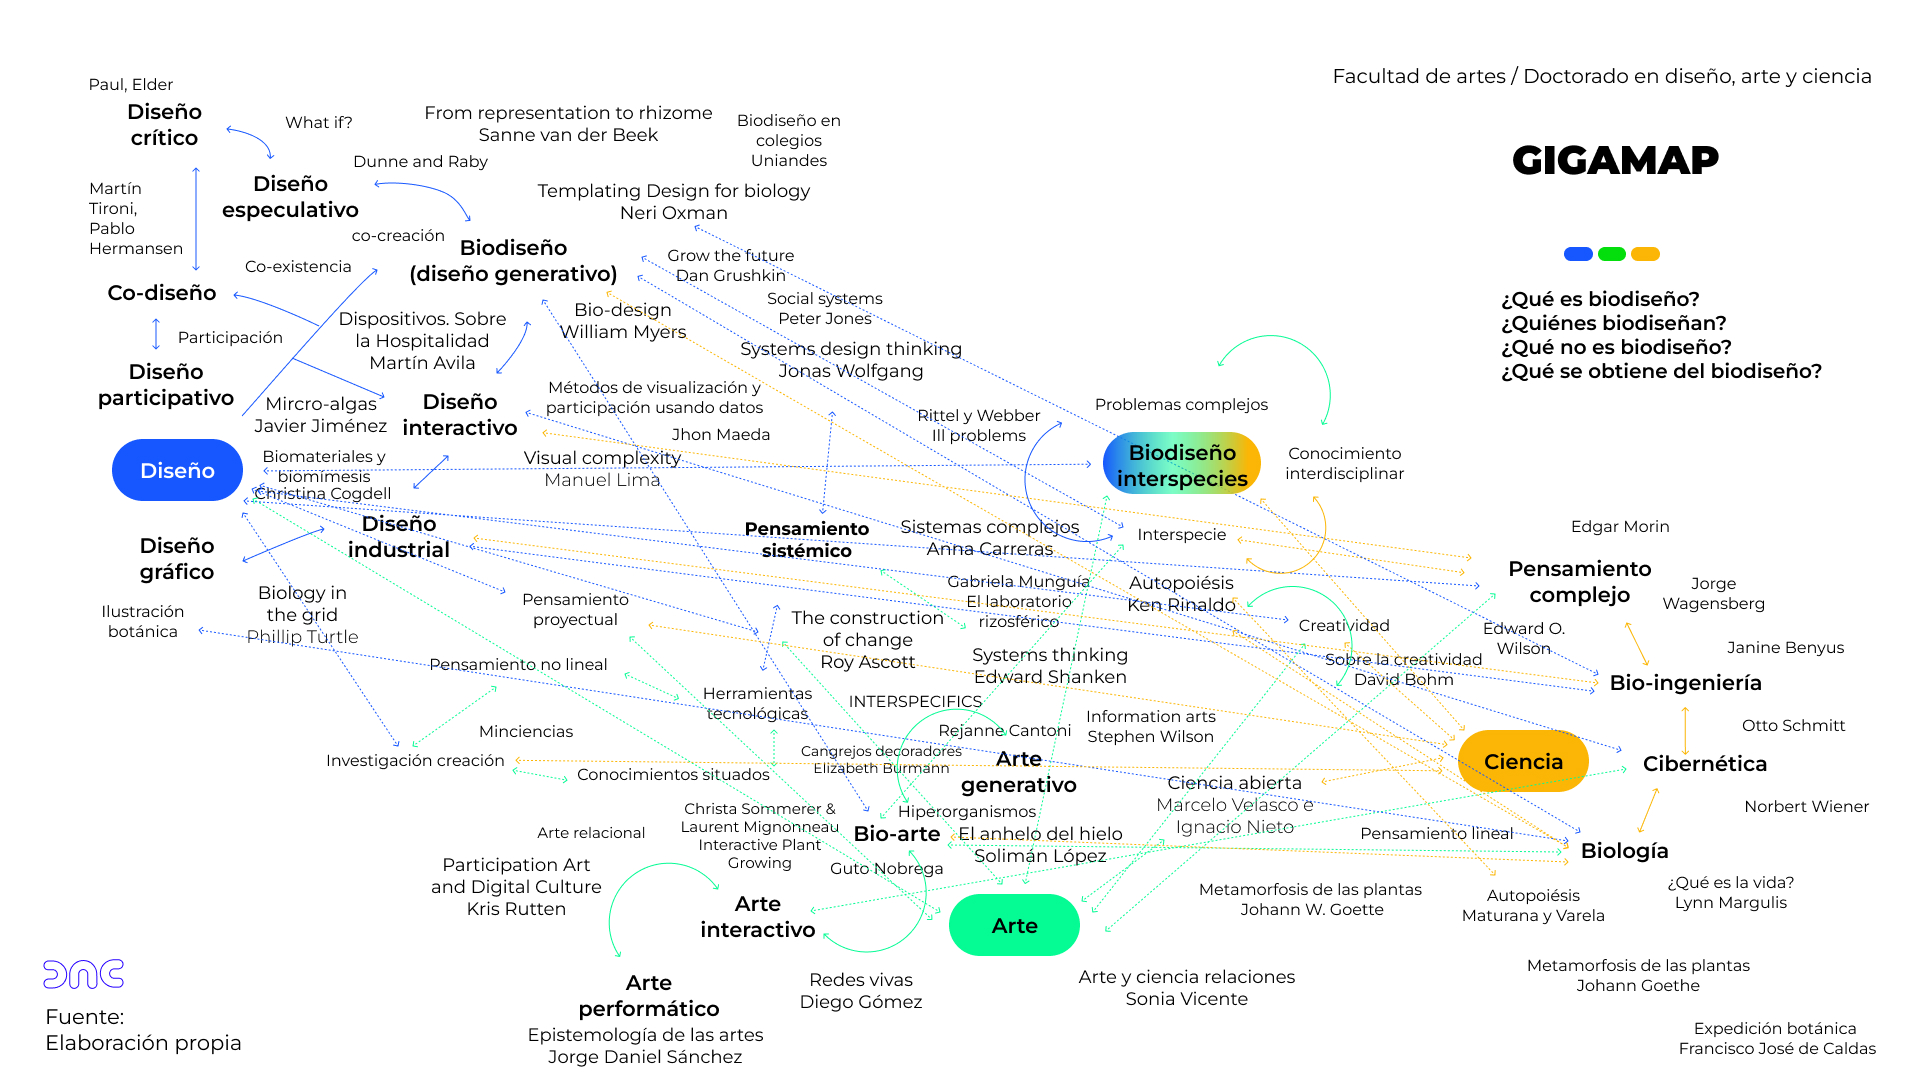 Facultad de artes / Doctorado en diseño, arte y ciencia
GIGAMAP
¿Qué es biodiseño?
¿Quiénes biodiseñan?
¿Qué no es biodiseño?
¿Qué se obtiene del biodiseño?
Paul, Elder
Diseño
crítico
What if?
From representation to rhizome
Sanne van der Beek
Biodiseño en
colegios
Uniandes
Dunne and Raby
Diseño
especulativo
Martín
Tironi,
Pablo
Hermansen
Templating Design for biology
Neri Oxman
co-creación
Biodiseño
(diseño generativo)
Grow the future
Dan Grushkin
Co-existencia
Co-diseño
Social systems
Peter Jones
Bio-design
William Myers
Dispositivos. Sobre
la Hospitalidad
Martín Avila
Participación
Systems design thinking
Jonas Wolfgang
Diseño
participativo
Mircro-algas
Javier Jiménez
Diseño
interactivo
Métodos de visualización y
participación usando datos
Jhon Maeda
Rittel y Webber
Ill problems
Problemas complejos
Diseño
Biomateriales y
biomímesis
Christina Cogdell
Visual complexity
Manuel Lima
Biodiseño
interspecies
Conocimiento
interdisciplinar
Diseño
industrial
Diseño
gráfico
Pensamiento
sistémico
Sistemas complejos
Anna Carreras
Interspecie
Edgar Morin
Pensamiento
complejo
Jorge
Wagensberg
Biology in
the grid
Phillip Turtle
Ilustración
botánica
Pensamiento
proyectual
Gabriela Munguía
El laboratorio
rizosférico
Autopoiésis
Ken Rinaldo
The construction
of change
Roy Ascott
Creatividad
Edward O.
Wilson
Janine Benyus
Pensamiento no lineal
Systems thinking
Edward Shanken
Sobre la creatividad
David Bohm
Bio-ingeniería
Herramientas
tecnológicas
INTERSPECIFICS
Rejanne Cantoni
Information arts
Stephen Wilson
Otto Schmitt
Minciencias
Investigación creación
Conocimientos situados
Cangrejos decoradores
Elizabeth Burmann
Arte
generativo
Ciencia
Cibernética
Ciencia abierta
Marcelo Velasco e
Ignacio Nieto
Norbert Wiener
Christa Sommerer &
Laurent Mignonneau
Interactive Plant
Growing
Hiperorganismos
Arte relacional
Bio-arte
El anhelo del hielo
Solimán López
Pensamiento lineal
Biología
Participation Art
and Digital Culture
Kris Rutten
Guto Nobrega
Metamorfosis de las plantas
Johann W. Goette
Autopoiésis
Maturana y Varela
¿Qué es la vida?
Lynn Margulis
Arte
interactivo
Arte
Arte
performático
Epistemología de las artes
Jorge Daniel Sánchez
Redes vivas
Diego Gómez
Arte y ciencia relaciones
Sonia Vicente
Metamorfosis de las plantas
Johann Goethe
Expedición botánica
Francisco José de Caldas
Fuente:
Elaboración propia